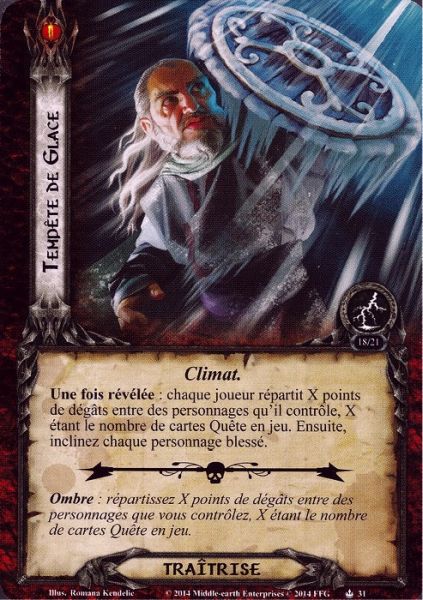 TEMPÊTE DE GLACE
18/21
Climat.
Une fois révélée : chaque joueur répartit X points
de dégâts entre des personnages qu'il contrôle, X
étant le nombre de cartes Quête en jeu. Ensuite,
inclinez chaque personnage blessé.
Ombre : répartissez X points de dégâts entre des
personnages que vous contrôlez, X étant le nombre
de cartes Quête en jeu.
TRAÎTRISE
Illus. Romana Kendelic © 2014 Middle-earth Enterprises © 2014 FFG 31